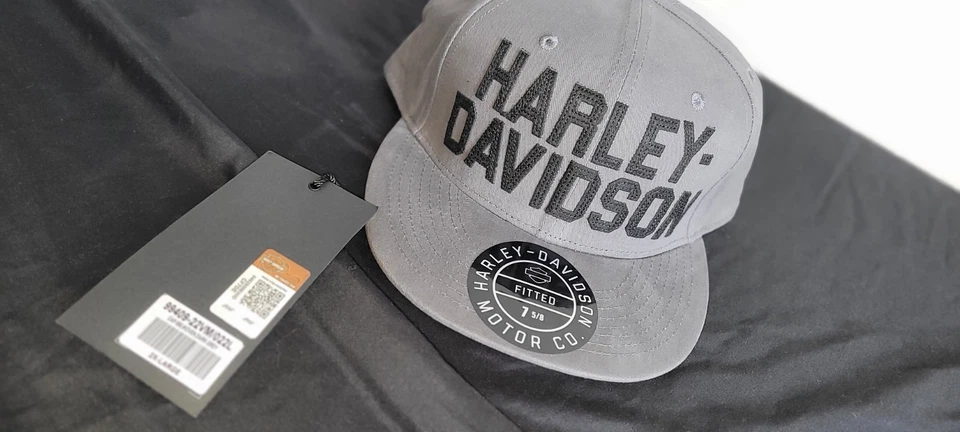 HARLEY-
DAVIDSON
HARLEY-DAVIDSON
FITTED
7 5/8
MOTOR CO.
99409-22VM/022L
2X-LARGE